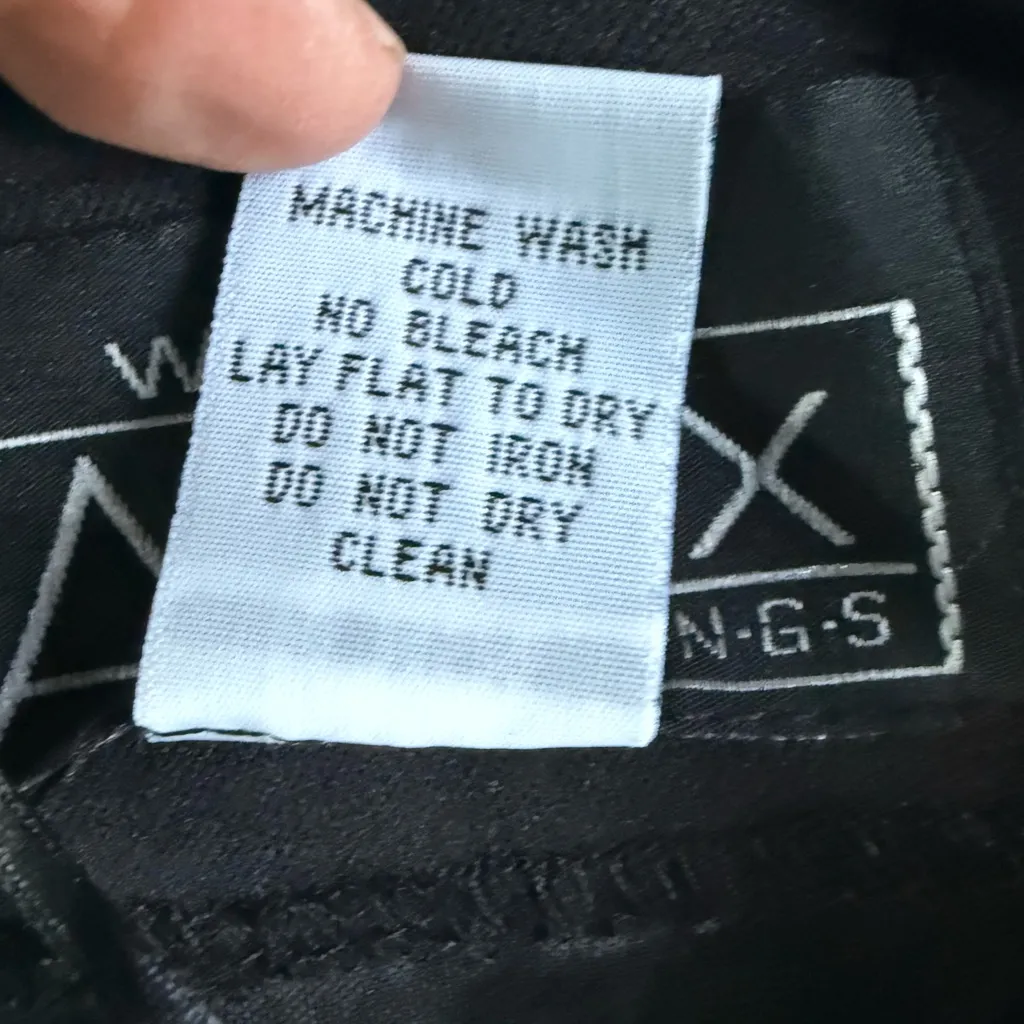 MACHINE WASH
COLD
NO BLEACH
LAY FLAT TO DRY
DO NOT IRON
DO NOT DRY
CLEAN
W
X
N·G·S